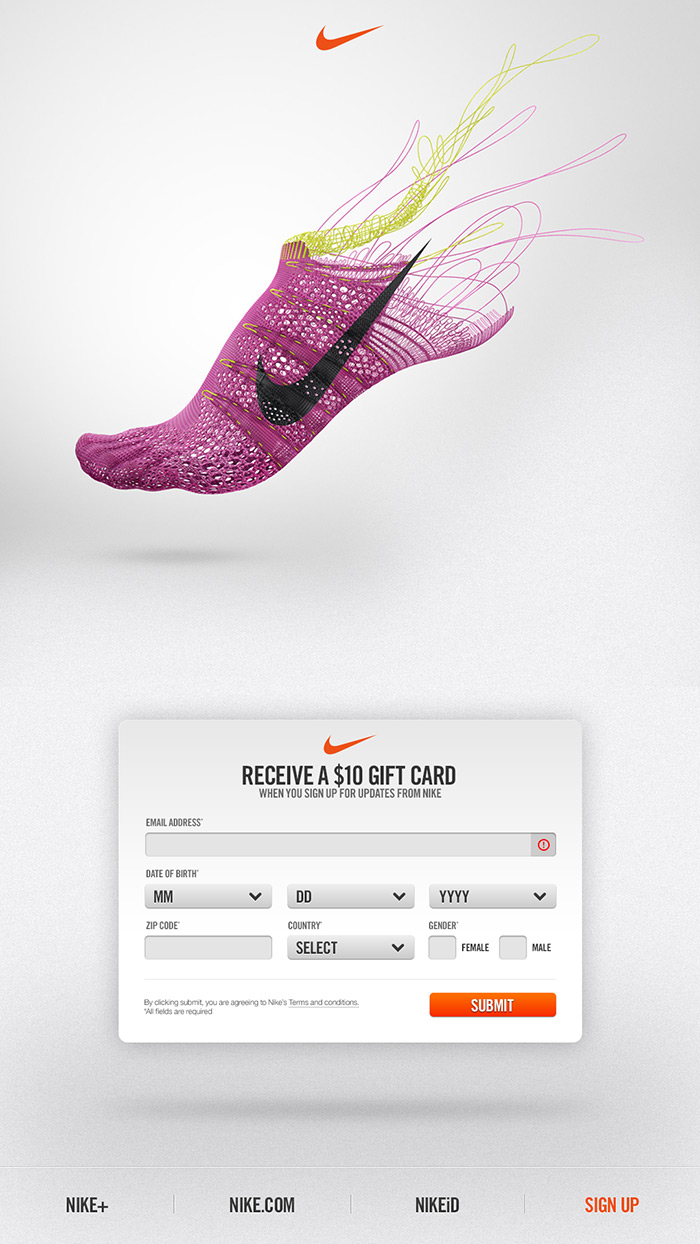 RECEIVE A $10 GIFT CARD
WHEN YOU SIGN UP FOR UPDATES FROM NIKE
EMAIL ADDRESS*
DATE OF BIRTH*
MM DD YYYY
ZIP CODE* COUNTRY* GENDER*
SELECT FEMALE MALE
By clicking submit, you are agreeing to Nike's Terms and conditions.
*All fields are required
SUBMIT
NIKE+ NIKE.COM NIKEiD SIGN UP